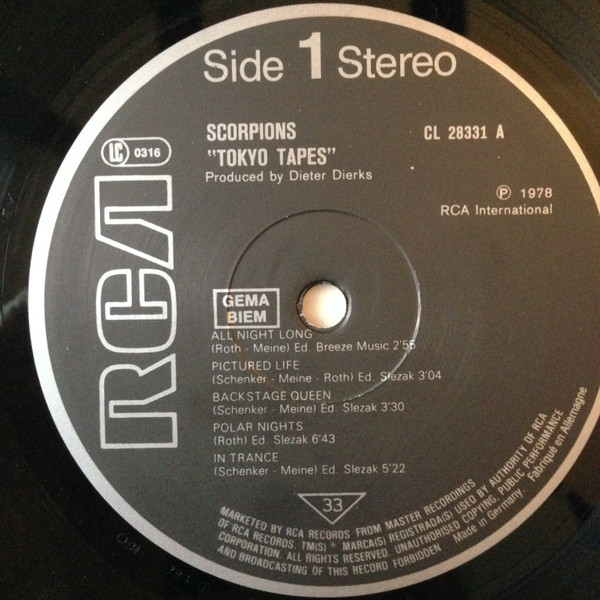 Side 1 Stereo
SCORPIONS
CL 28331 A
"TOKYO TAPES"
Produced by Dieter Dierks
LC 0316
℗ 1978
RCA International
RCA
GEMA
BIEM
ALL NIGHT LONG
(Roth - Meine) Ed. Breeze Music 2'55
PICTURED LIFE
(Schenker - Meine - Roth) Ed. Slezak 3'04
BACKSTAGE QUEEN
(Schenker - Meine) Ed. Slezak 3'30
POLAR NIGHTS
(Roth) Ed. Slezak 6'43
IN TRANCE
(Schenker - Meine) Ed. Slezak 5'22
33
MARKETED BY RCA RECORDS FROM MASTER RECORDINGS
OF RCA RECORDS. TM(S) ® MARCA(S) REGISTRADA(S) USED BY AUTHORITY OF RCA
CORPORATION. ALL RIGHTS RESERVED. UNAUTHORISED COPYING, PUBLIC PERFORMANCE
AND BROADCASTING OF THIS RECORD FORBIDDEN Made in Germany. Fabriqué en Allemagne